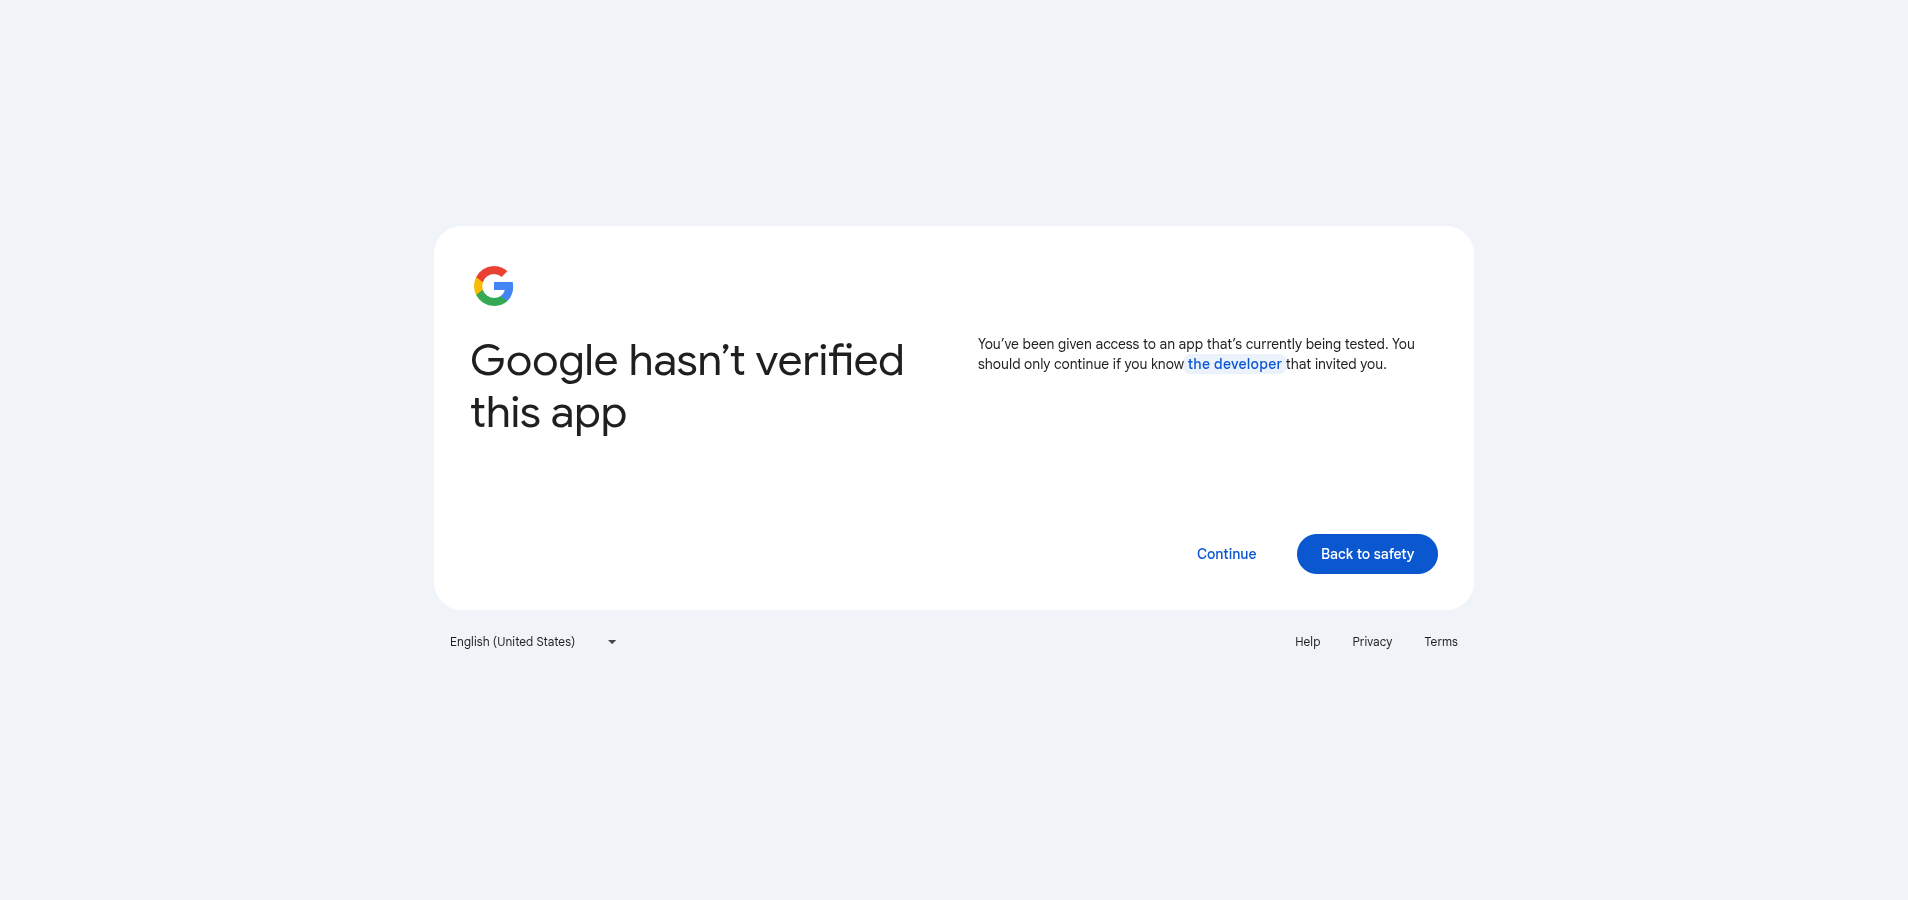 Google hasn’t verified
this app
You’ve been given access to an app that’s currently being tested. You
should only continue if you know the developer that invited you.
Continue
Back to safety
English (United States)
Help
Privacy
Terms